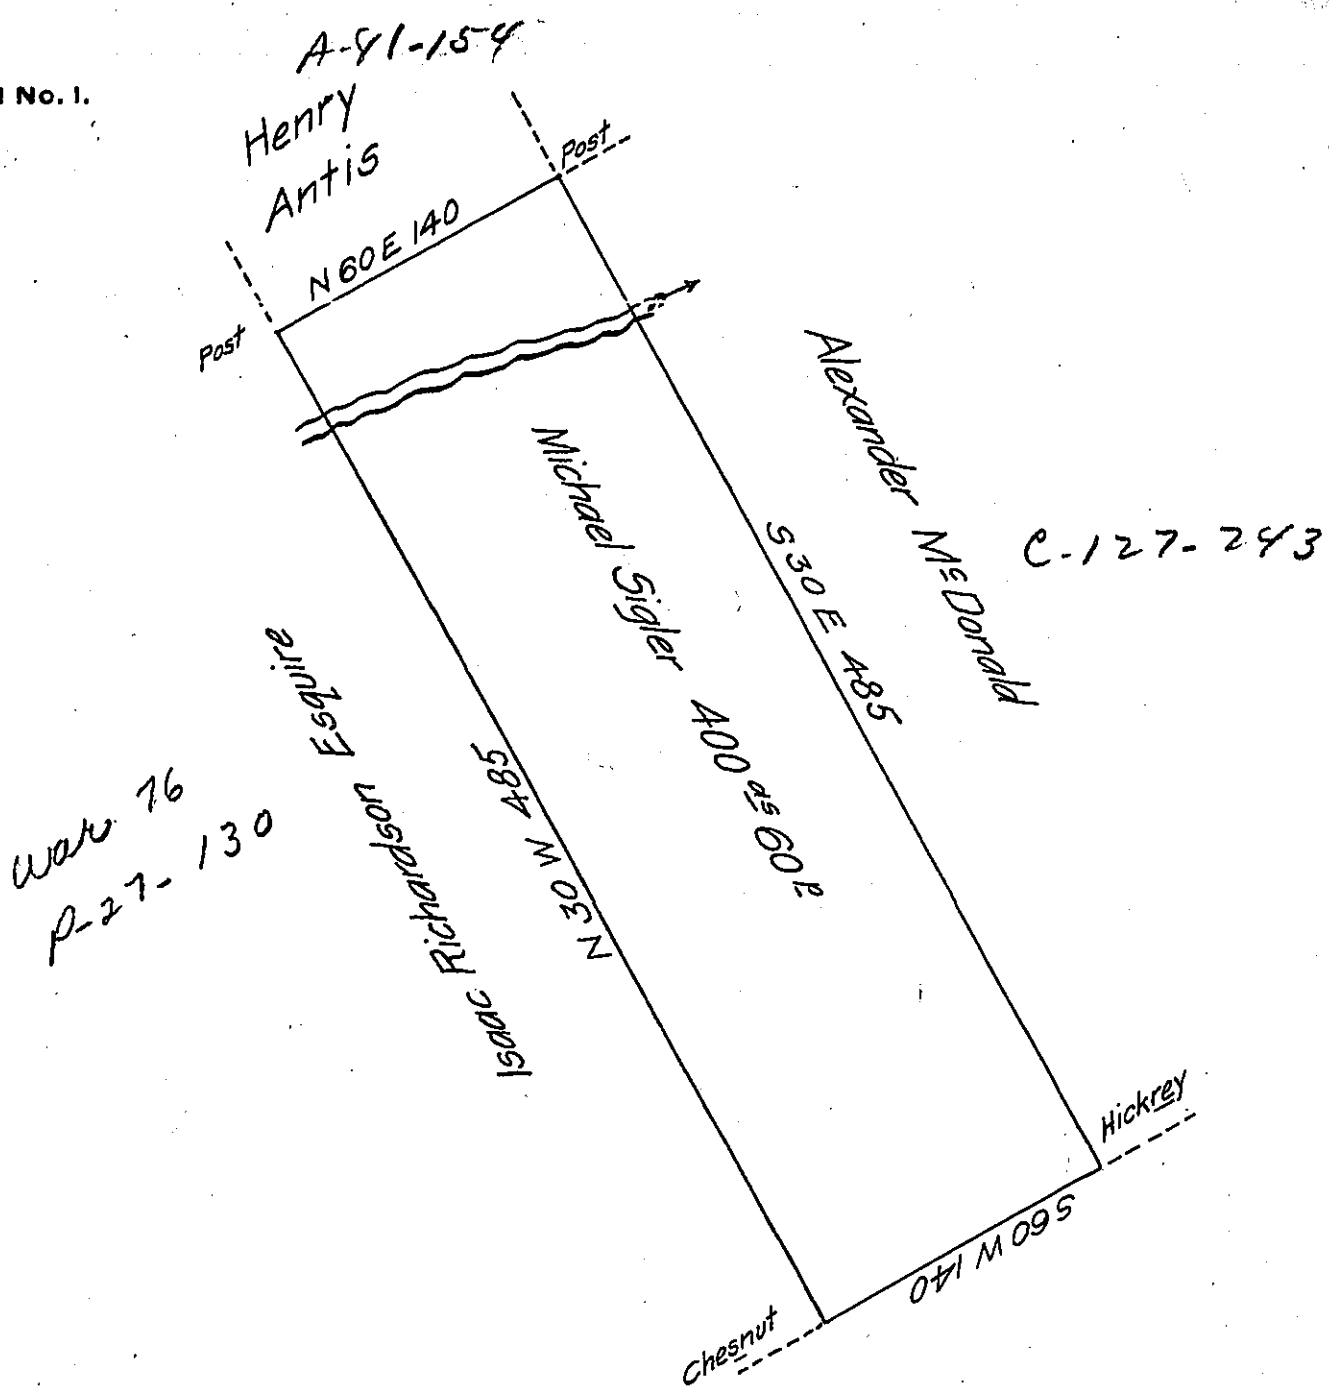 A-41-154
l No. 1.
Henry
Antis
Post
N 60 E 140
Post
Alexander McDonald
C-127-243
Michael Sigler 400 as 60 p
S 30 E 485
Isaac Richardson Esquire
N 30 W 485
War 76
P-27-130
Hickrey
S 60 W 140
Chesnut